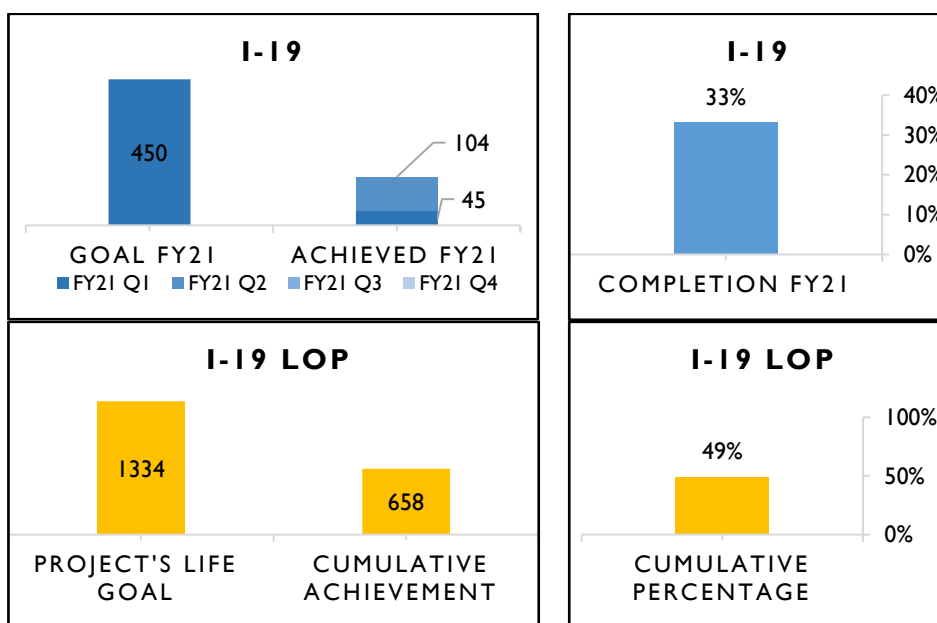 I-19
450
104
45
GOAL FY21
ACHIEVED FY21
FY21 Q1 FY21 Q2 FY21 Q3 FY21 Q4
I-19
33%
40%
30%
20%
10%
0%
COMPLETION FY21
I-19 LOP
1334
658
PROJECT'S LIFE
GOAL
CUMULATIVE
ACHIEVEMENT
I-19 LOP
49%
100%
50%
0%
CUMULATIVE
PERCENTAGE